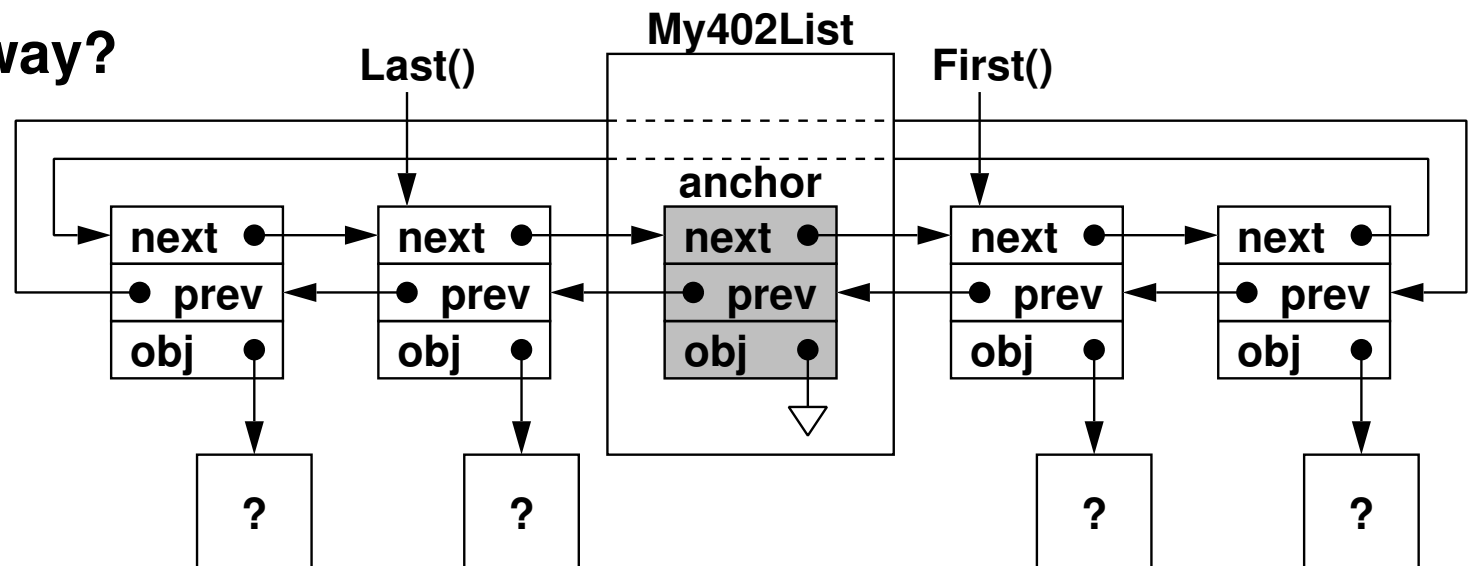 way?
My402List
Last()
First()
anchor
next next next next next
prev prev prev prev prev
obj obj obj obj obj
? ? ? ?